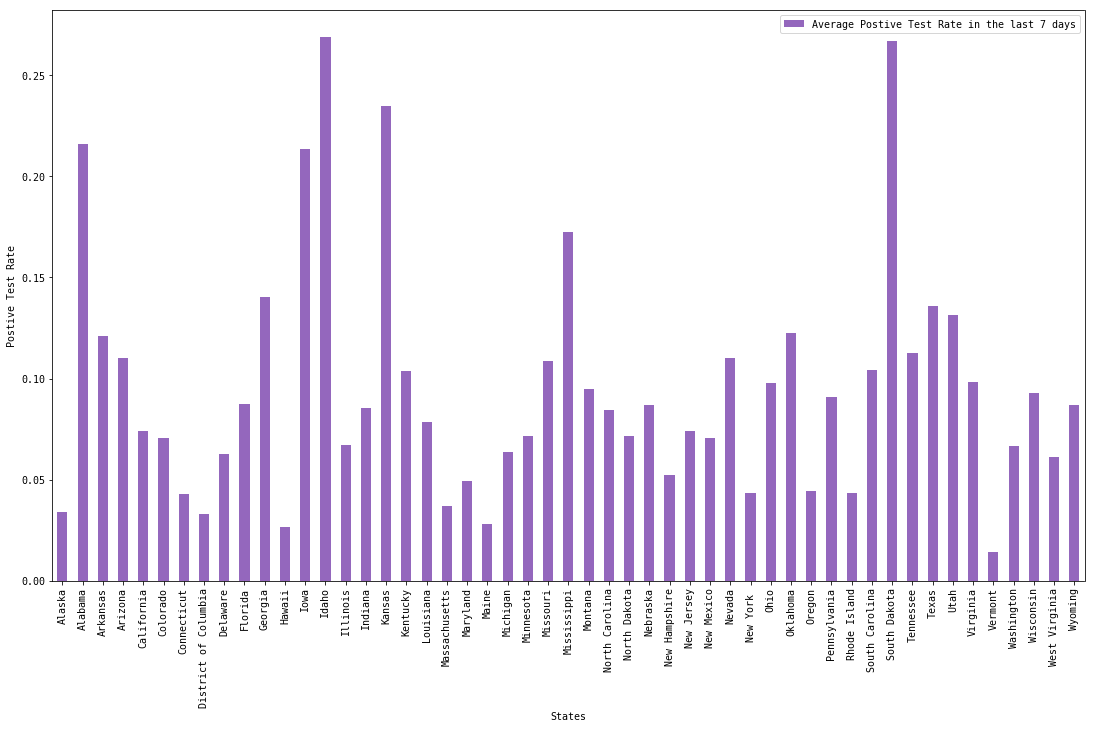 Average Postive Test Rate in the last 7 days
Postive Test Rate
0.25
0.20
0.15
0.10
0.05
0.00
Alaska
Alabama
Arkansas
Arizona
California
Colorado
Connecticut
District of Columbia
Delaware
Florida
Georgia
Hawaii
Iowa
Idaho
Illinois
Indiana
Kansas
Kentucky
Louisiana
Massachusetts
Maryland
Maine
Michigan
Minnesota
Missouri
Mississippi
Montana
North Carolina
North Dakota
Nebraska
New Hampshire
New Jersey
New Mexico
Nevada
New York
Ohio
Oklahoma
Oregon
Pennylvania
Rhode Island
South Carolina
South Dakota
Tennessee
Texas
Utah
Virginia
Vermont
Washington
Wisconsin
West Virginia
Wyoming
States